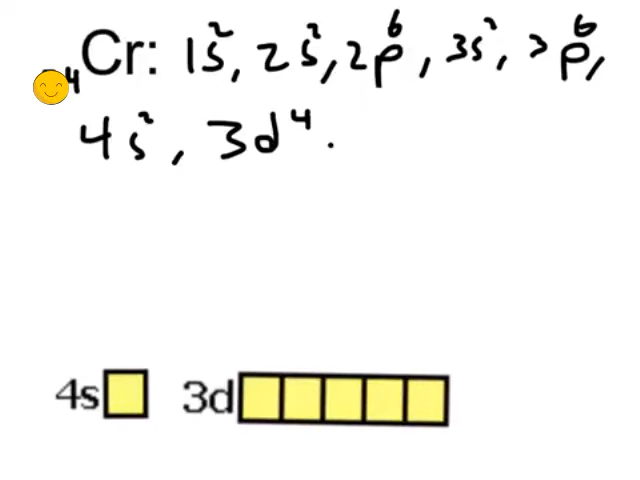 Cr: 1s², 2s², 2p⁶, 3s², 3p⁶,
4s², 3d⁴.
4s 3d